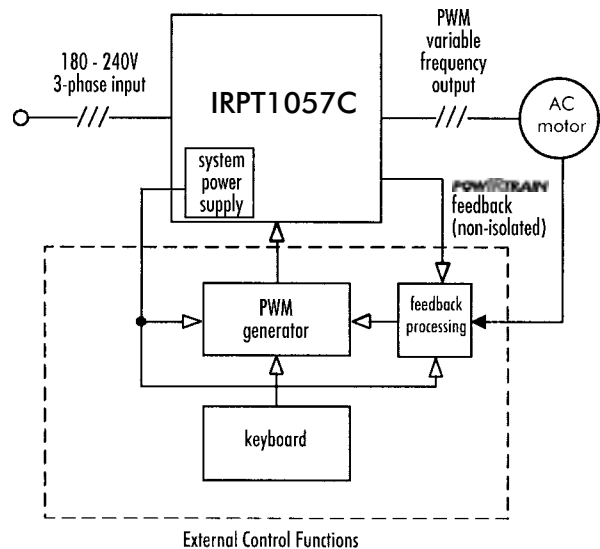 PWM
variable
frequency
output
180 - 240V
3-phase input
IRPT1057C
AC
motor
system
power
supply
POWIRTRAIN
feedback
(non-isolated)
PWM
generator
feedback
processing
keyboard
External Control Functions